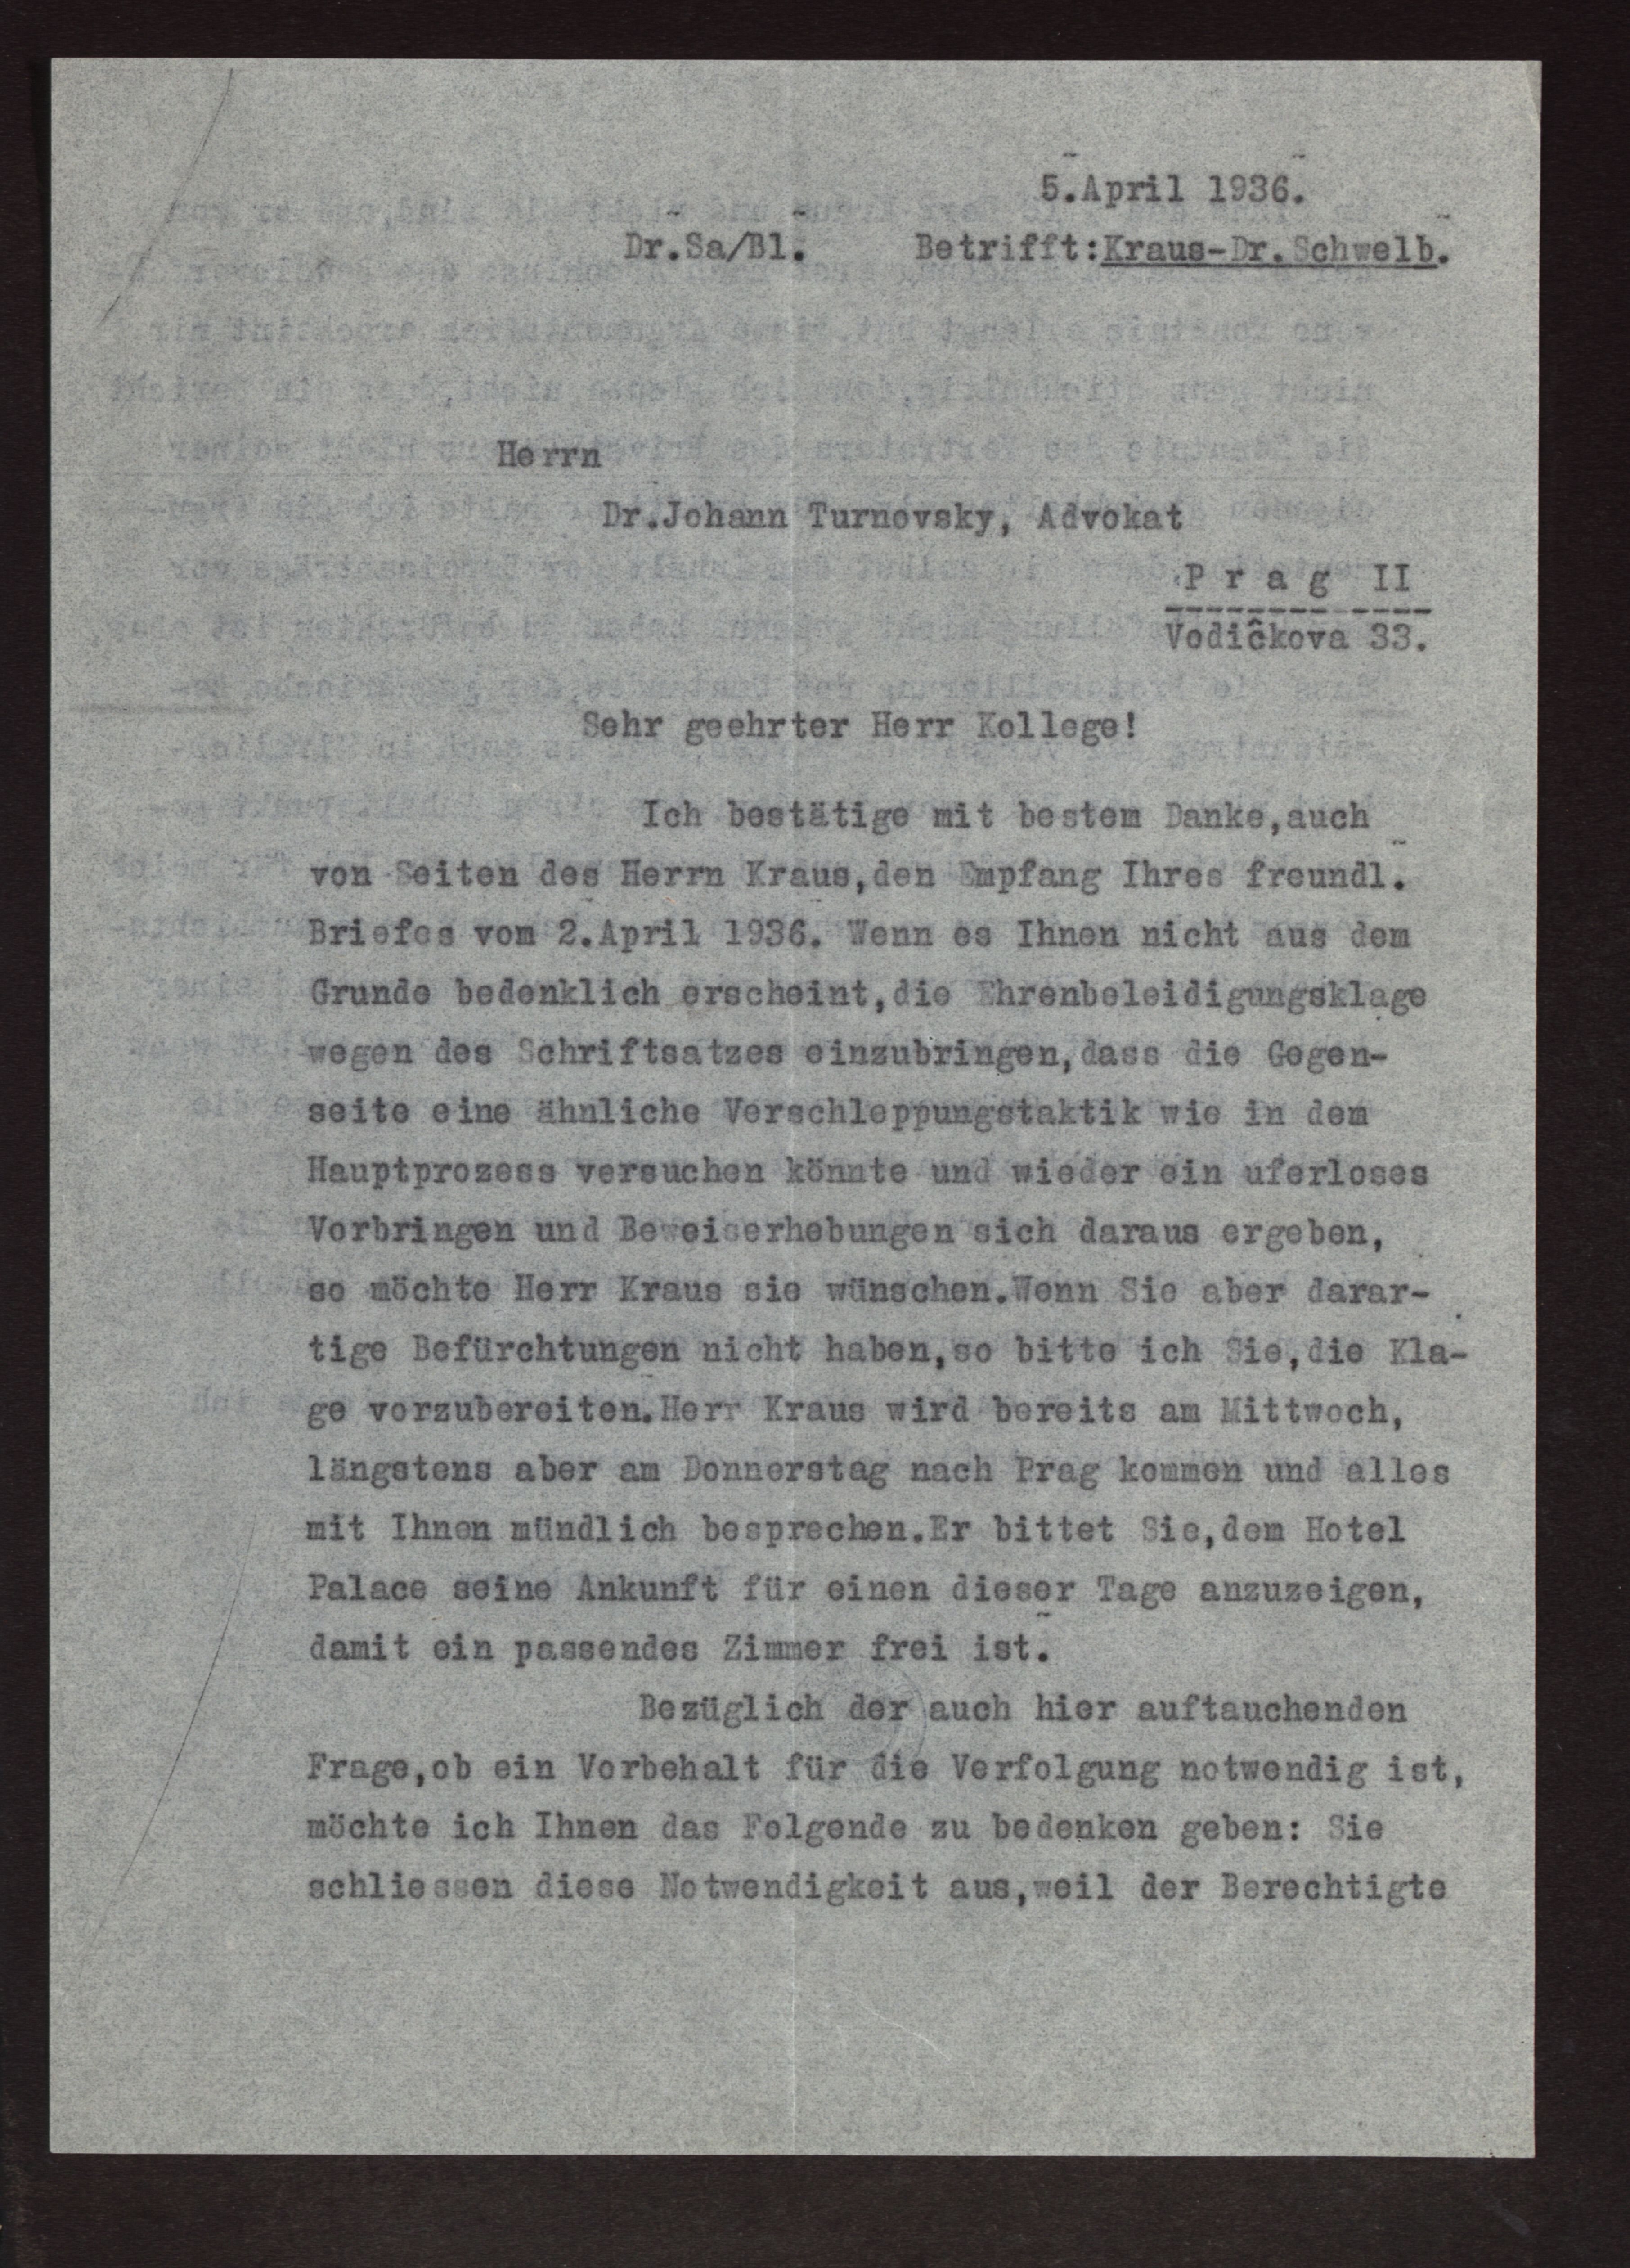 5.April 1936.
Dr.Sa/Bl. Betrifft:Kraus-Dr.Schwelb.
Herrn
Dr.Johann Turnovsky, Advokat
P r a g II
Vodičkova 33.
Sehr geehrter Herr Kollege!
Ich bestätige mit bestem Danke,auch
von Seiten des Herrn Kraus,den Empfang Ihres freundl.
Briefes vom 2.April 1936. Wenn es Ihnen nicht aus dem
Grunde bedenklich erscheint,die Ehrenbeleidigungsklage
wegen des Schriftsatzes einzubringen,dass die Gegen-
seite eine ähnliche Verschleppungstaktik wie in dem
Hauptprozess versuchen könnte und wieder ein uferloses
Vorbringen und Beweiserhebungen sich daraus ergeben,
so möchte Herr Kraus sie wünschen.Wenn Sie aber darar-
tige Befürchtungen nicht haben,so bitte ich Sie,die Kla-
ge vorzubereiten.Herr Kraus wird bereits am Mittwoch,
längstens aber am Donnerstag nach Prag kommen und alles
mit Ihnen mündlich besprechen.Er bittet Sie,dem Hotel
Palace seine Ankunft für einen dieser Tage anzuzeigen,
damit ein passendes Zimmer frei ist.
Bezüglich der auch hier auftauchenden
Frage,ob ein Vorbehalt für die Verfolgung notwendig ist,
möchte ich Ihnen das Folgende zu bedenken geben: Sie
schliessen diese Notwendigkeit aus,weil der Berechtigte